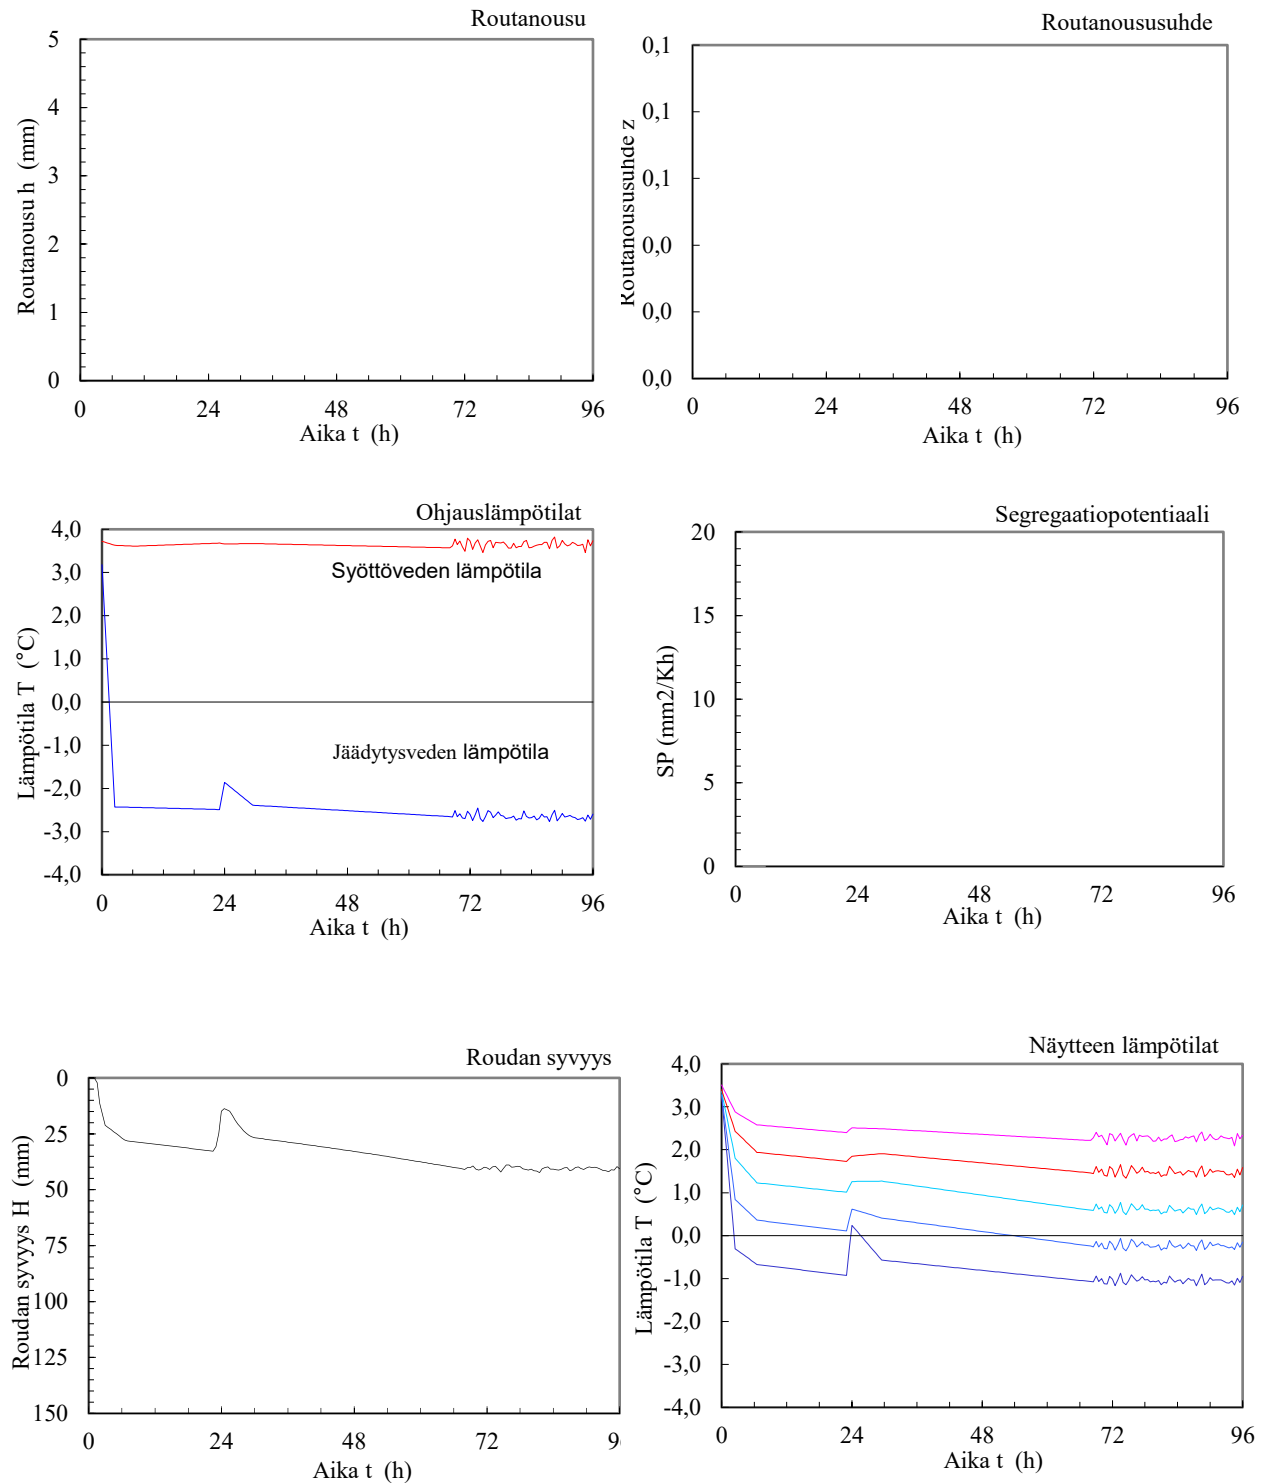 Routanousu
5
4
3
2
1
0
Routanousu h (mm)
0 24 48 72 96
Aika t (h)
Routanoususuhde
0,1
0,1
0,1
0,0
0,0
0,0
Routanoususuhde z
0 24 48 72 96
Aika t (h)
Ohjauslämpötilat
4,0
3,0
2,0
1,0
0,0
-1,0
-2,0
-3,0
-4,0
Lämpötila T (°C)
Syöttöveden lämpötila
Jäädytysveden lämpötila
0 24 48 72 96
Aika t (h)
Segregaatiopotentiaali
20
15
10
5
0
SP (mm2/Kh)
0 24 48 72 96
Aika t (h)
Roudan syvyys
0
25
50
75
100
125
150
Roudan syvyys H (mm)
0 24 48 72 9
Aika t (h)
Näytteen lämpötilat
4,0
3,0
2,0
1,0
0,0
-1,0
-2,0
-3,0
-4,0
Lämpötila T (°C)
0 24 48 72 96
Aika t (h)